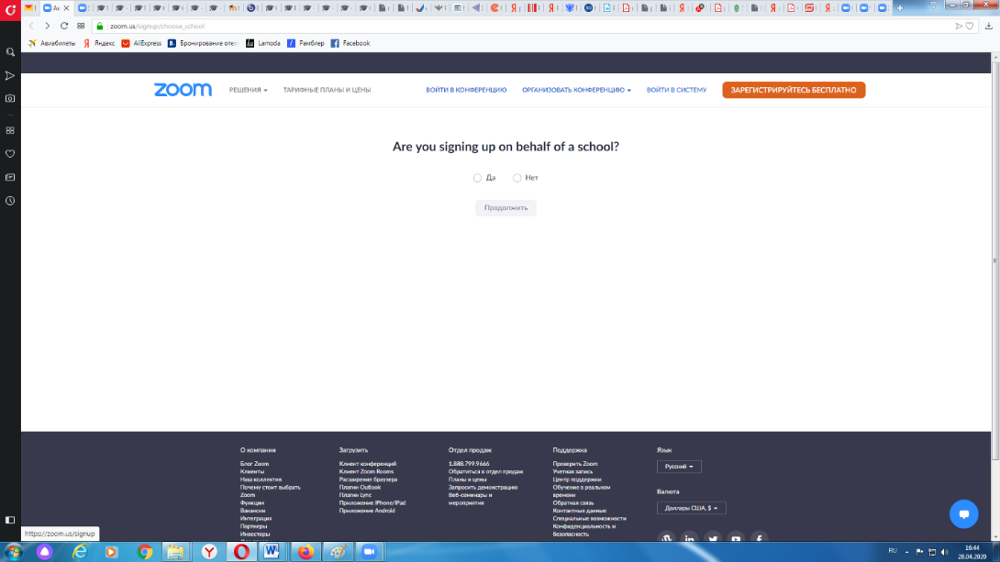 zoom.us/signup/choose_school
Авиабилеты Яндекс AliExpress Бронирование отел Lamoda Рамблер Facebook
zoom РЕШЕНИЯ ТАРИФНЫЕ ПЛАНЫ И ЦЕНЫ ВОЙТИ В КОНФЕРЕНЦИЮ ОРГАНИЗОВАТЬ КОНФЕРЕНЦИЮ ВОЙТИ В СИСТЕМУ ЗАРЕГИСТРИРУЙТЕСЬ БЕСПЛАТНО
Are you signing up on behalf of a school?
Да Нет
Продолжить
О компании
Блог Zoom
Клиенты
Наш коллектив
Почему стоит выбрать
Zoom
Функции
Вакансии
Интеграция
Партнеры
Инвесторы
Загрузить
Клиент конференций
Клиент Zoom Rooms
Расширение браузера
Плагин Outlook
Плагин Lync
Приложение iPhone/iPad
Приложение Android
Отдел продаж
1.888.799.9666
Обратиться в отдел продаж
Планы и цены
Запросить демонстрацию
Веб-семинары и
мероприятия
Поддержка
Проверить Zoom
Учетная запись
Центр поддержки
Обучение в реальном
времени
Обратная связь
Контактные данные
Специальные возможности
Конфиденциальность и
безопасность
Язык
Русский
Валюта
Доллары США, $
https://zoom.us/signup
RU
16:44
28.04.2020